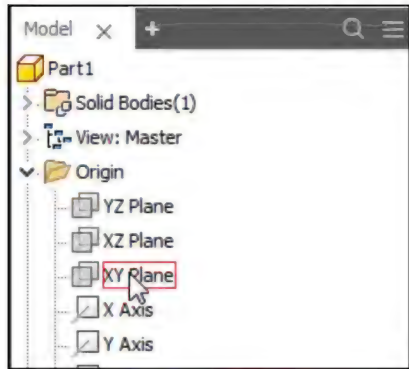 Model
Part1
Solid Bodies(1)
View: Master
Origin
YZ Plane
XZ Plane
XY Plane
X Axis
Y Axis